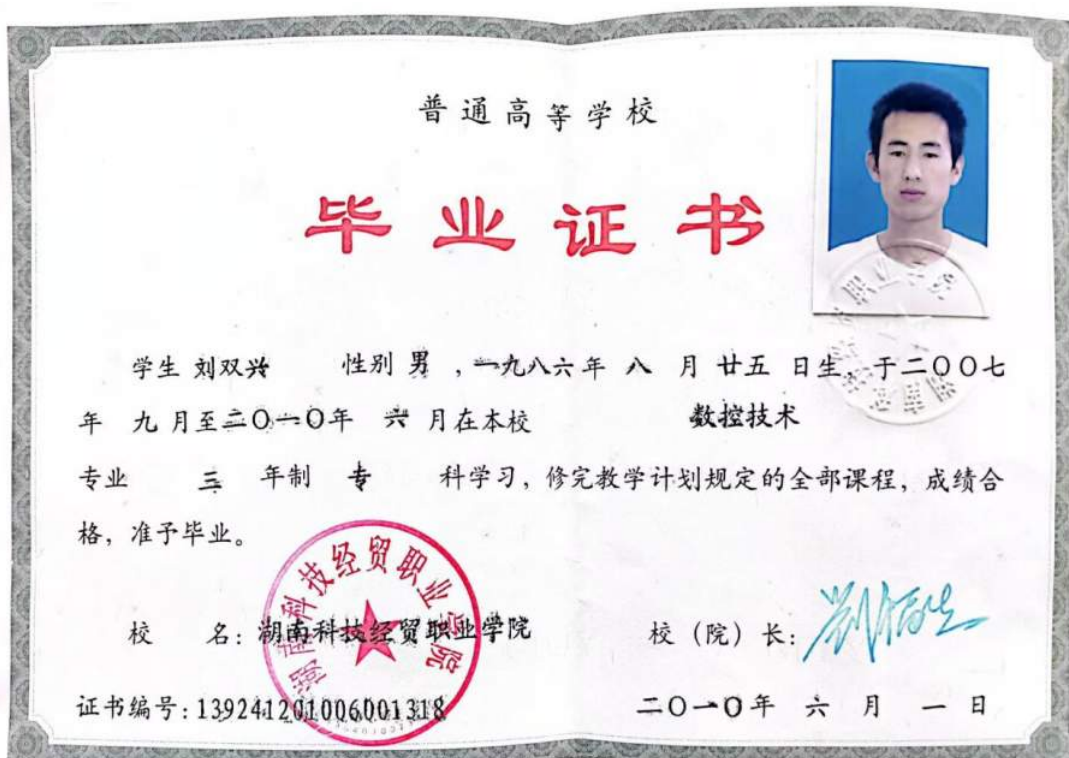 普通高等学校
毕业证书
学生 刘双兴 性别 男 ，一九八六年 八 月 廿五 日生，于二〇〇七
年 九 月至二〇一〇年 六 月在本校 数控技术
专业 三 年制 专 科学习，修完教学计划规定的全部课程，成绩合
格，准予毕业。
湖南科技经贸职业学院
校 名：湖南科技经贸职业学院 校（院）长：
证书编号：139241201006001318 二〇一〇年 六 月 一 日